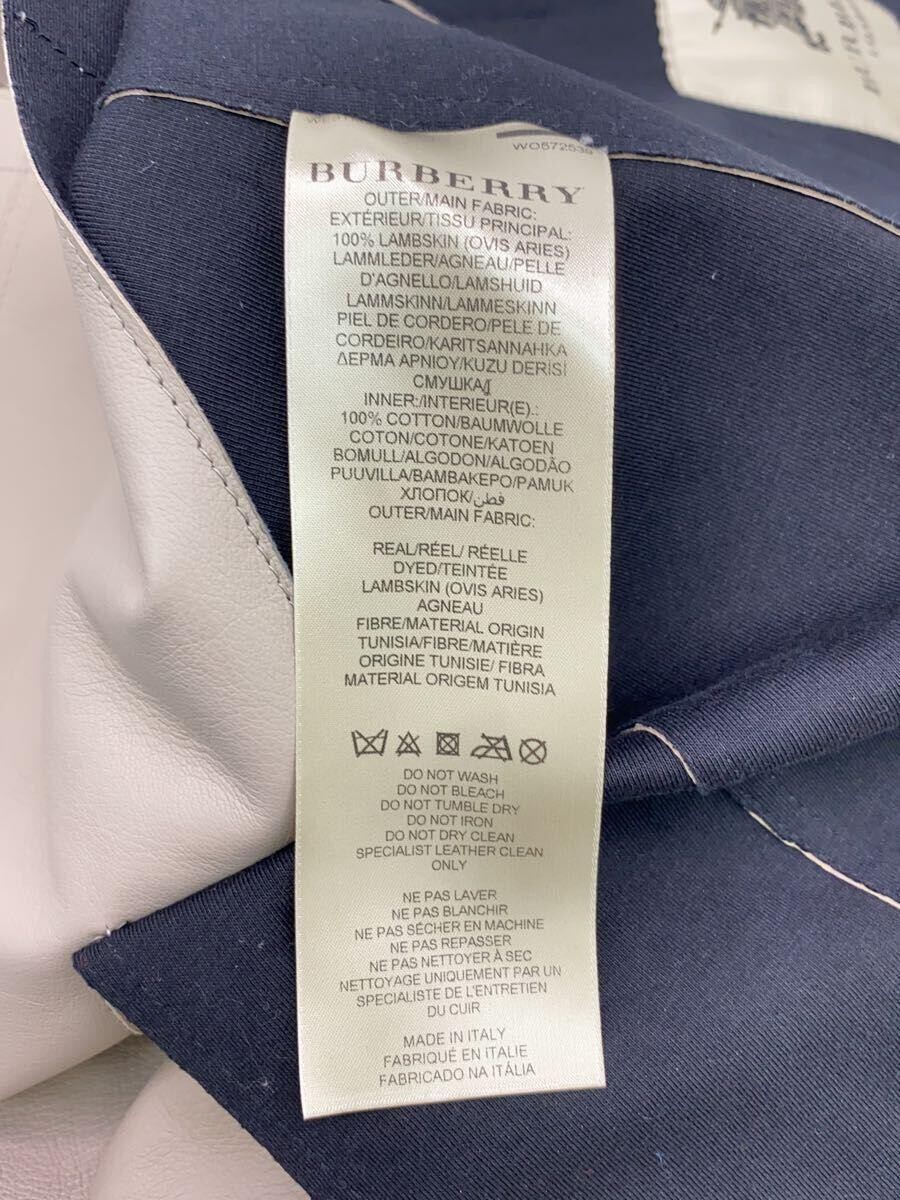 WO572538
BURBERRY
OUTER/MAIN FABRIC:
EXTÉRIEUR/TISSU PRINCIPAL:
100% LAMBSKIN (OVIS ARIES)
LAMMLEDER/AGNEAU/PELLE
D'AGNELLO/LAMSHUID
LAMMSKINN/LAMMESKINN
PIEL DE CORDERO/PELE DE
CORDEIRO/KARITSANNAHKA
ΔΕΡΜΑ ΑΡΝΙΟΥ/KUZU DERİSİ
СМУШКА/
INNER:/INTERIEUR(E).:
100% COTTON/BAUMWOLLE
COTON/COTONE/KATOEN
BOMULL/ALGODON/ALGODÃO
PUUVILLA/ΒΑΜΒΑΚΕΡΟ/PAMUK
ХЛОПОК/قطن
OUTER/MAIN FABRIC:
REAL/RÉEL/ RÉELLE
DYED/TEINTÉE
LAMBSKIN (OVIS ARIES)
AGNEAU
FIBRE/MATERIAL ORIGIN
TUNISIA/FIBRE/MATIÈRE
ORIGINE TUNISIE/ FIBRA
MATERIAL ORIGEM TUNISIA
DO NOT WASH
DO NOT BLEACH
DO NOT TUMBLE DRY
DO NOT IRON
DO NOT DRY CLEAN
SPECIALIST LEATHER CLEAN
ONLY
NE PAS LAVER
NE PAS BLANCHIR
NE PAS SÉCHER EN MACHINE
NE PAS REPASSER
NE PAS NETTOYER À SEC
NETTOYAGE UNIQUEMENT PAR UN
SPECIALISTE DE L'ENTRETIEN
DU CUIR
MADE IN ITALY
FABRIQUÉ EN ITALIE
FABRICADO NA ITÁLIA